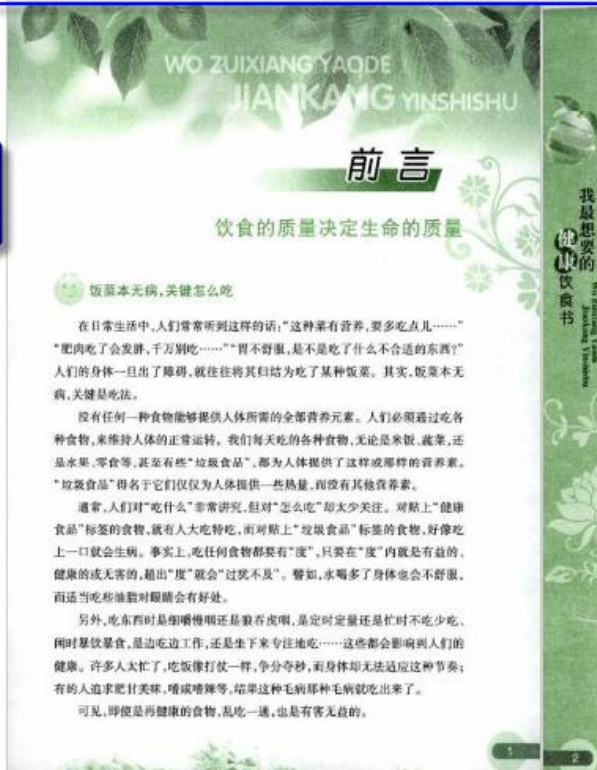 WO ZUIXIANG YAODE
JIANKANG YINSHISHU
前言
饮食的质量决定生命的质量
饭菜本无病,关键怎么吃
在日常生活中,人们常常听到这样的话:“这种菜有营养,要多吃点儿……”
“肥肉吃了会发胖,千万别吃……”“胃不舒服,是不是吃了什么不合适的东西?”
人们的身体一旦出了障碍,就往往将其归结为吃了某种饭菜。其实,饭菜本无
病,关键是吃法。
没有任何一种食物能够提供人体所需的全部营养元素。人们必须通过吃各
种食物,来维持人体的正常运转。我们每天吃的各种食物,无论是米饭、蔬菜,还
是水果、零食等,甚至有些“垃圾食品”,都为人体提供了这样或那样的营养素。
“垃圾食品”得名于它们仅仅为人体提供一些热量,而没有其他营养素。
通常,人们对“吃什么”非常讲究,但对“怎么吃”却太少关注。对贴上“健康
食品”标签的食物,就有人大吃特吃,而对贴上“垃圾食品”标签的食物,好像吃
上一口就会生病。事实上,吃任何食物都要有“度”,只要在“度”内就是有益的、
健康的或无害的,超出“度”就会“过犹不及”。譬如,水喝多了身体也会不舒服,
而适当吃些油脂对眼睛会有好处。
另外,吃东西时是细嚼慢咽还是狼吞虎咽,是定时定量还是忙时不吃少吃、
闲时暴饮暴食,是边吃边工作,还是坐下来专注地吃……这些都会影响到人们的
健康。许多人太忙了,吃饭像打仗一样,争分夺秒,而身体却无法适应这种节奏;
有的人追求肥甘美味,嗜咸嗜辣等,结果这种毛病那种毛病就吃出来了。
可见,即使是再健康的食物,乱吃一通,也是有害无益的。
1
我最想要的
健康饮食书
Wo Zuixiang Yaode
Jiankang Yinshishu
2